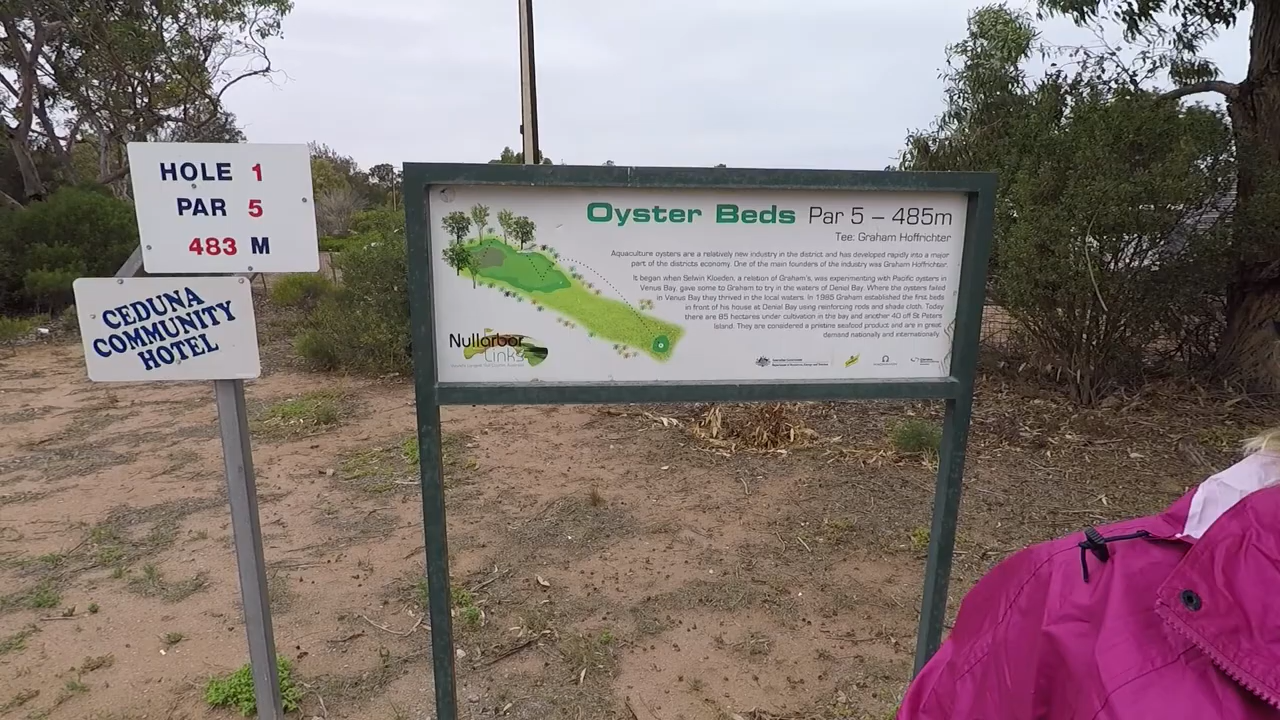 HOLE 1
PAR 5
483 M
CEDUNA
COMMUNITY
HOTEL
Oyster Beds Par 5 – 485m
Tee: Graham Hoffrichter
Aquaculture oysters are a relatively new industry in the district and has developed rapidly into a major
part of the districts economy. One of the main founders of the industry was Graham Hoffrichter.
It began when Selwin Kloeden, a relation of Graham's, was experimenting with Pacific oysters in
Venus Bay, gave some to Graham to try in the waters of Denial Bay. Where the oysters failed
in Venus Bay they thrived in the local waters. In 1985 Graham established the first beds
in front of his house at Denial Bay using reinforcing rods and shade cloth. Today
there are 85 hectares under cultivation in the bay and another 40 off St Peters
Island. They are considered a pristine seafood product and are in great
demand nationally and internationally.
Nullarbor
Links